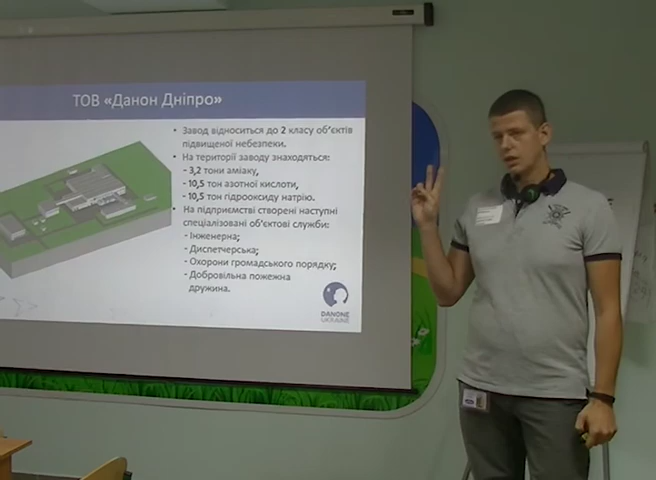 ТОВ «Данон Дніпро»
• Завод відноситься до 2 класу об'єктів
підвищеної небезпеки.
• На території заводу знаходяться:
- 3,2 тони аміаку,
- 10,5 тон азотної кислоти,
- 10,5 тон гідрооксиду натрію.
• На підприємстві створені наступні
спеціалізовані об'єктові служби:
- Інженерна;
- Диспетчерська;
- Охорони громадського порядку;
- Добровільна пожежна
дружина.
DANONE
UKRAINE